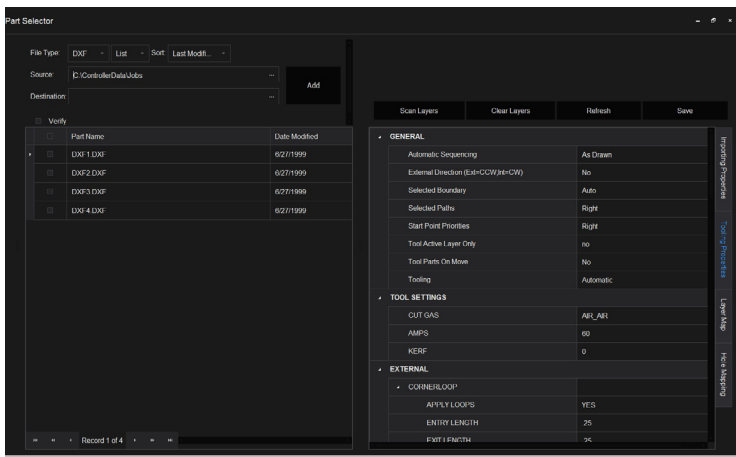 Part Selector
File Type: DXF List Sort: Last Modifi...
Source: C:\ControllerData\Jobs ...
Destination: ...
Add
Verify
Part Name Date Modified
DXF1.DXF 6/27/1999
DXF2.DXF 6/27/1999
DXF3.DXF 6/27/1999
DXF4.DXF 6/27/1999
Record 1 of 4
Scan Layers Clear Layers Refresh Save
GENERAL
Automatic Sequencing As Drawn
External Direction (Ext=CCW,Int=CW) No
Selected Boundary Auto
Selected Paths Right
Start Point Priorities Right
Tool Active Layer Only no
Tool Parts On Move No
Tooling Automatic
TOOL SETTINGS
CUT GAS AIR_AIR
AMPS 60
KERF 0
EXTERNAL
CORNERLOOP
APPLY LOOPS YES
ENTRY LENGTH .25
EXIT LENGTH .25
Importing Properties
Tooling Properties
Layer Map
Hole Mapping